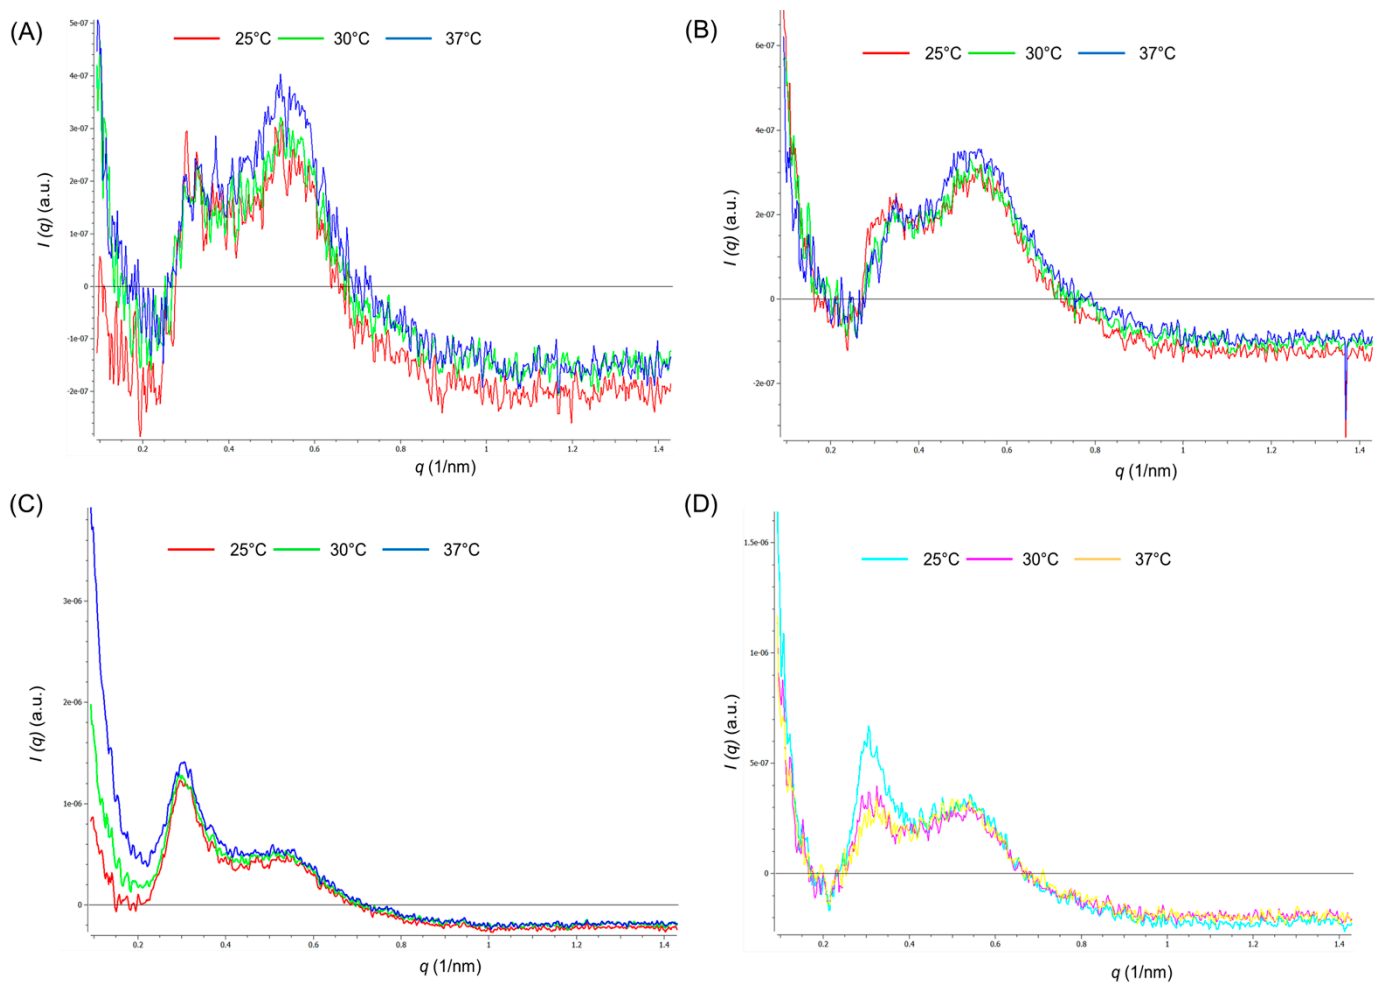 (A)
25°C 30°C 37°C
5e-07
4e-07
3e-07
2e-07
1e-07
0
-1e-07
-2e-07
0.2 0.4 0.6 0.8 1 1.2 1.4
I (q) (a.u.)
q (1/nm)
(B)
25°C 30°C 37°C
6e-07
4e-07
2e-07
0
-2e-07
0.2 0.4 0.6 0.8 1 1.2 1.4
I (q) (a.u.)
q (1/nm)
(C)
25°C 30°C 37°C
3e-06
2e-06
1e-06
0
0.2 0.4 0.6 0.8 1 1.2 1.4
I (q) (a.u.)
q (1/nm)
(D)
25°C 30°C 37°C
1.5e-06
1e-06
5e-07
0
0.2 0.4 0.6 0.8 1 1.2 1.4
I (q) (a.u.)
q (1/nm)